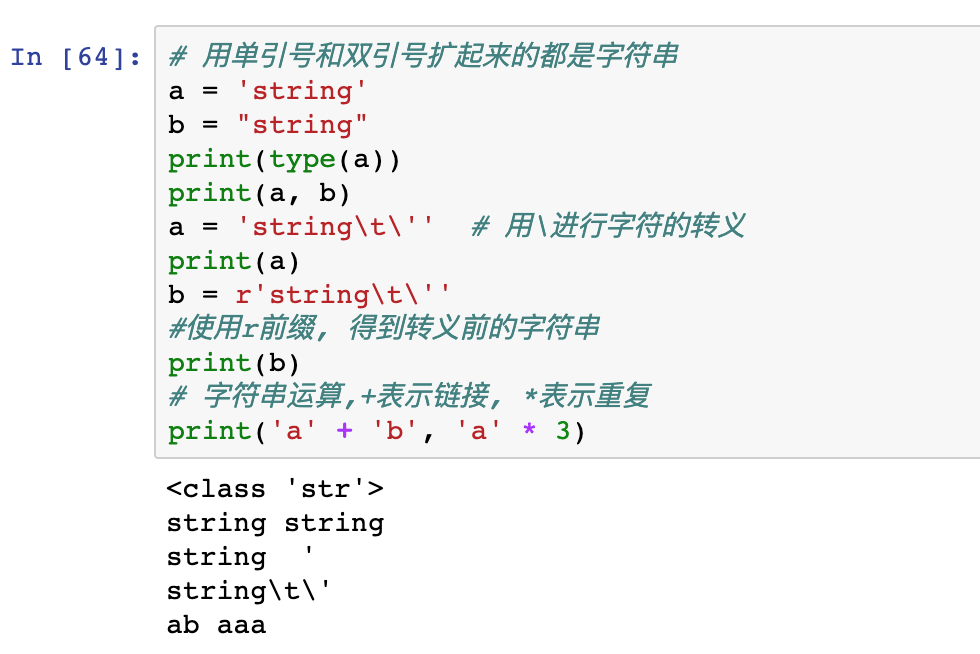 In [64]:
# 用单引号和双引号扩起来的都是字符串
a = 'string'
b = "string"
print(type(a))
print(a, b)
a = 'string\t\''  # 用\进行字符的转义
print(a)
b = r'string\t\''
#使用r前缀, 得到转义前的字符串
print(b)
# 字符串运算,+表示链接, *表示重复
print('a' + 'b', 'a' * 3)
<class 'str'>
string string
string  '
string\t\'
ab aaa